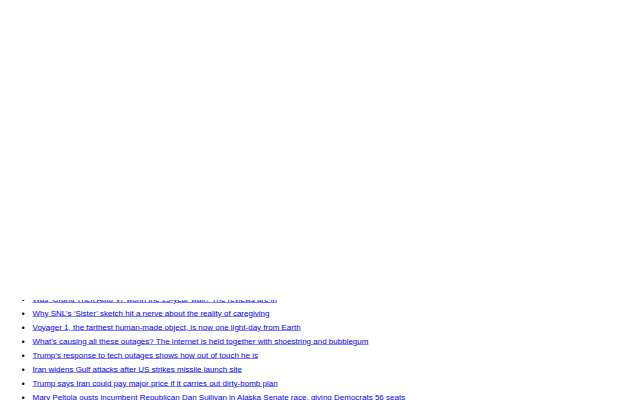 Why SNL's 'Sister' sketch hit a nerve about the reality of caregiving
Voyager 1, the farthest human-made object, is now one light-day from Earth
What's causing all these outages? The internet is held together with shoestring and bubblegum
Trump's response to tech outages shows how out of touch he is
Iran widens Gulf attacks after US strikes missile launch site
Trump says Iran could pay major price if it carries out dirty-bomb plan
Mary Peltola ousts incumbent Republican Dan Sullivan in Alaska Senate race, giving Democrats 56 seats